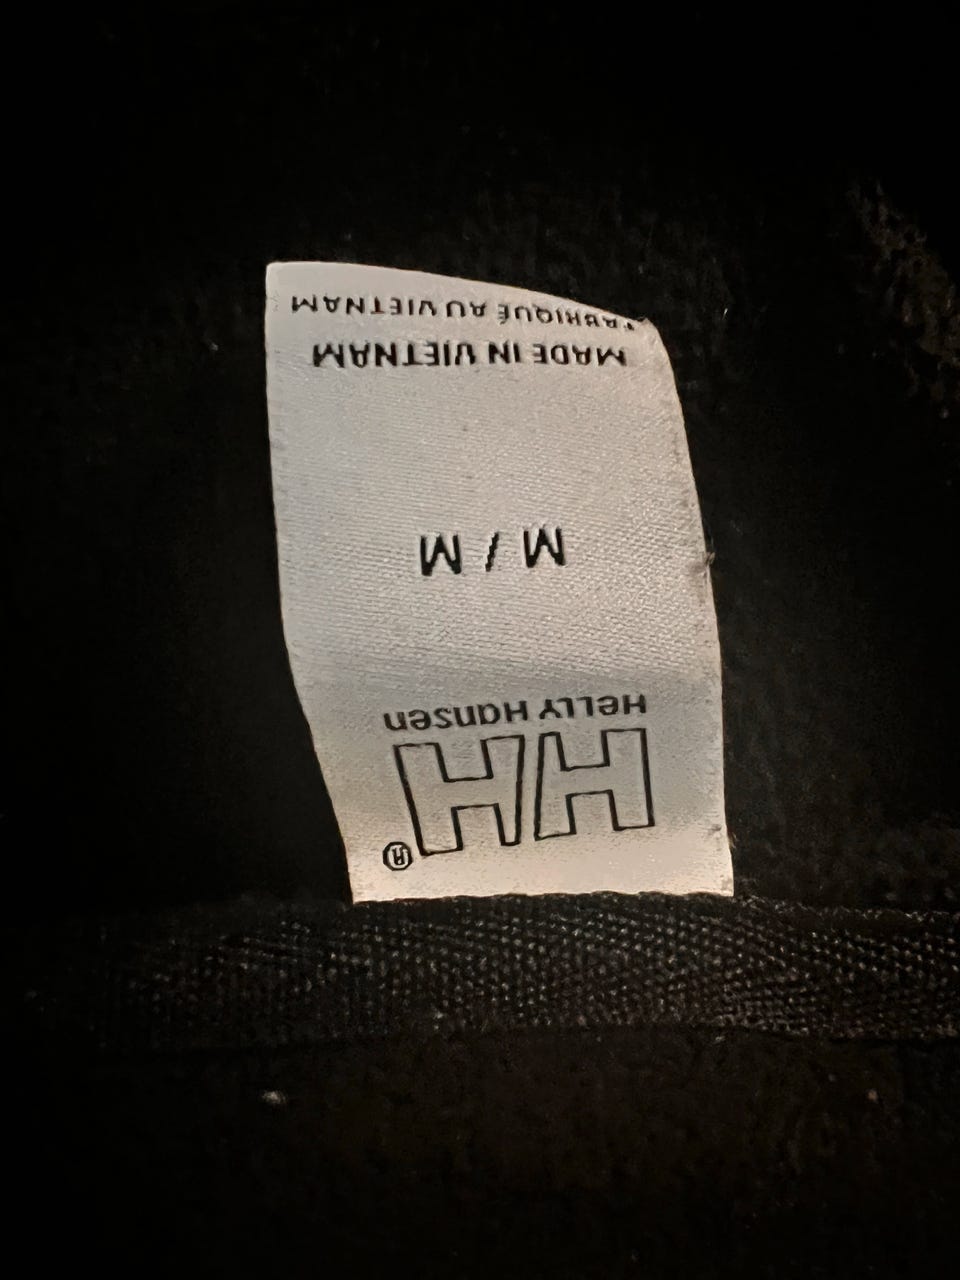 HH®
Helly Hansen
M / M
MADE IN VIETNAM
FABRIQUÉ AU VIETNAM